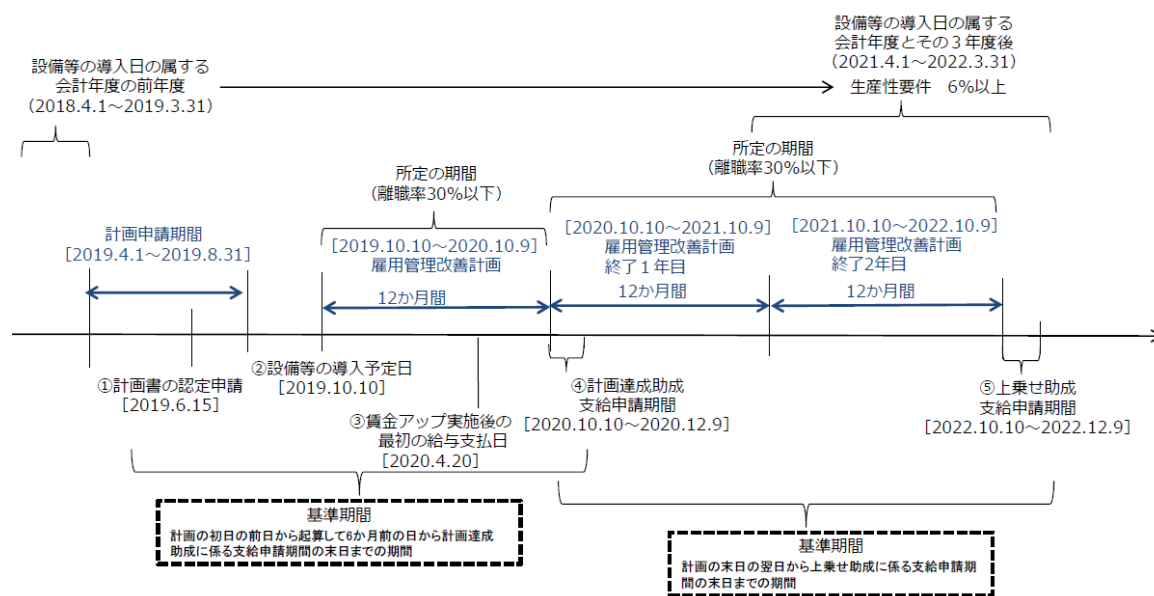 設備等の導入日の属する
会計年度の前年度
（2018.4.1～2019.3.31）
設備等の導入日の属する
会計年度とその３年度後
（2021.4.1～2022.3.31）
生産性要件　6%以上
所定の期間
（離職率30%以下）
所定の期間
（離職率30%以下）
計画申請期間
[2019.4.1～2019.8.31]
[2019.10.10～2020.10.9]
雇用管理改善計画
12か月間
[2020.10.10～2021.10.9]
雇用管理改善計画
終了１年目
12か月間
[2021.10.10～2022.10.9]
雇用管理改善計画
終了2年目
12か月間
①計画書の認定申請
[2019.6.15]
②設備等の導入予定日
[2019.10.10]
③賃金アップ実施後の
最初の給与支払日
[2020.4.20]
④計画達成助成
支給申請期間
[2020.10.10～2020.12.9]
⑤上乗せ助成
支給申請期間
[2022.10.10～2022.12.9]
基準期間
計画の初日の前日から起算して6か月前の日から計画達成
助成に係る支給申請期間の末日までの期間
基準期間
計画の末日の翌日から上乗せ助成に係る支給申請期
間の末日までの期間